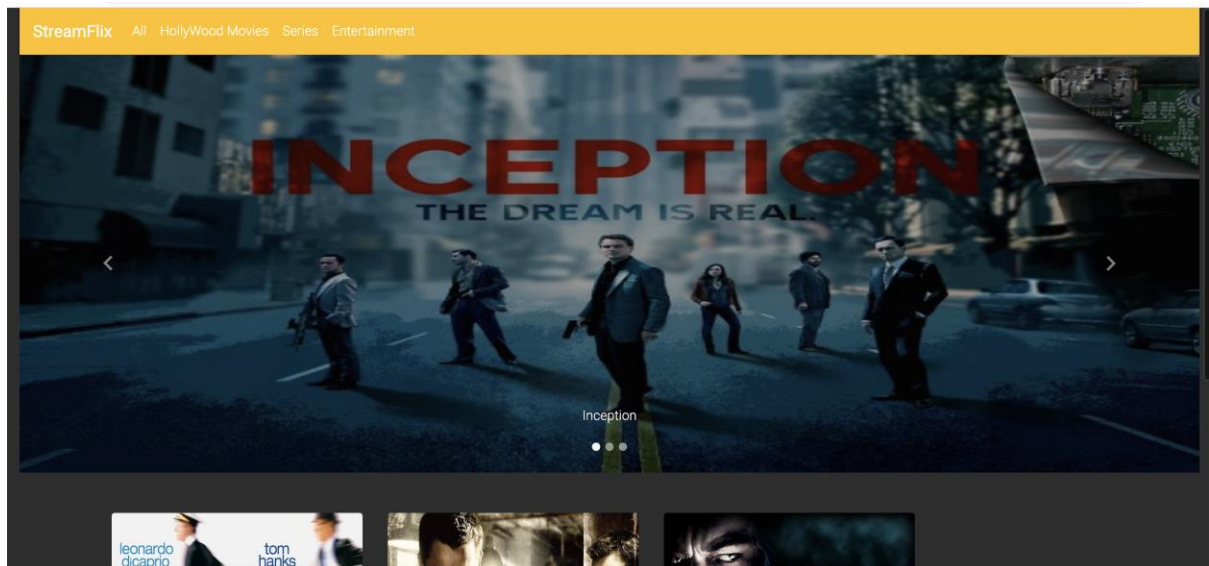 StreamFlix All HollyWood Movies Series Entertainment
INCEPTION
THE DREAM IS REAL.
Inception
leonardo
dicaprio
tom
hanks